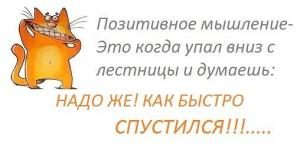 Позитивное мышление-
Это когда упал вниз с
лестницы и думаешь:
НАДО ЖЕ! КАК БЫСТРО
СПУСТИЛСЯ!!!.....